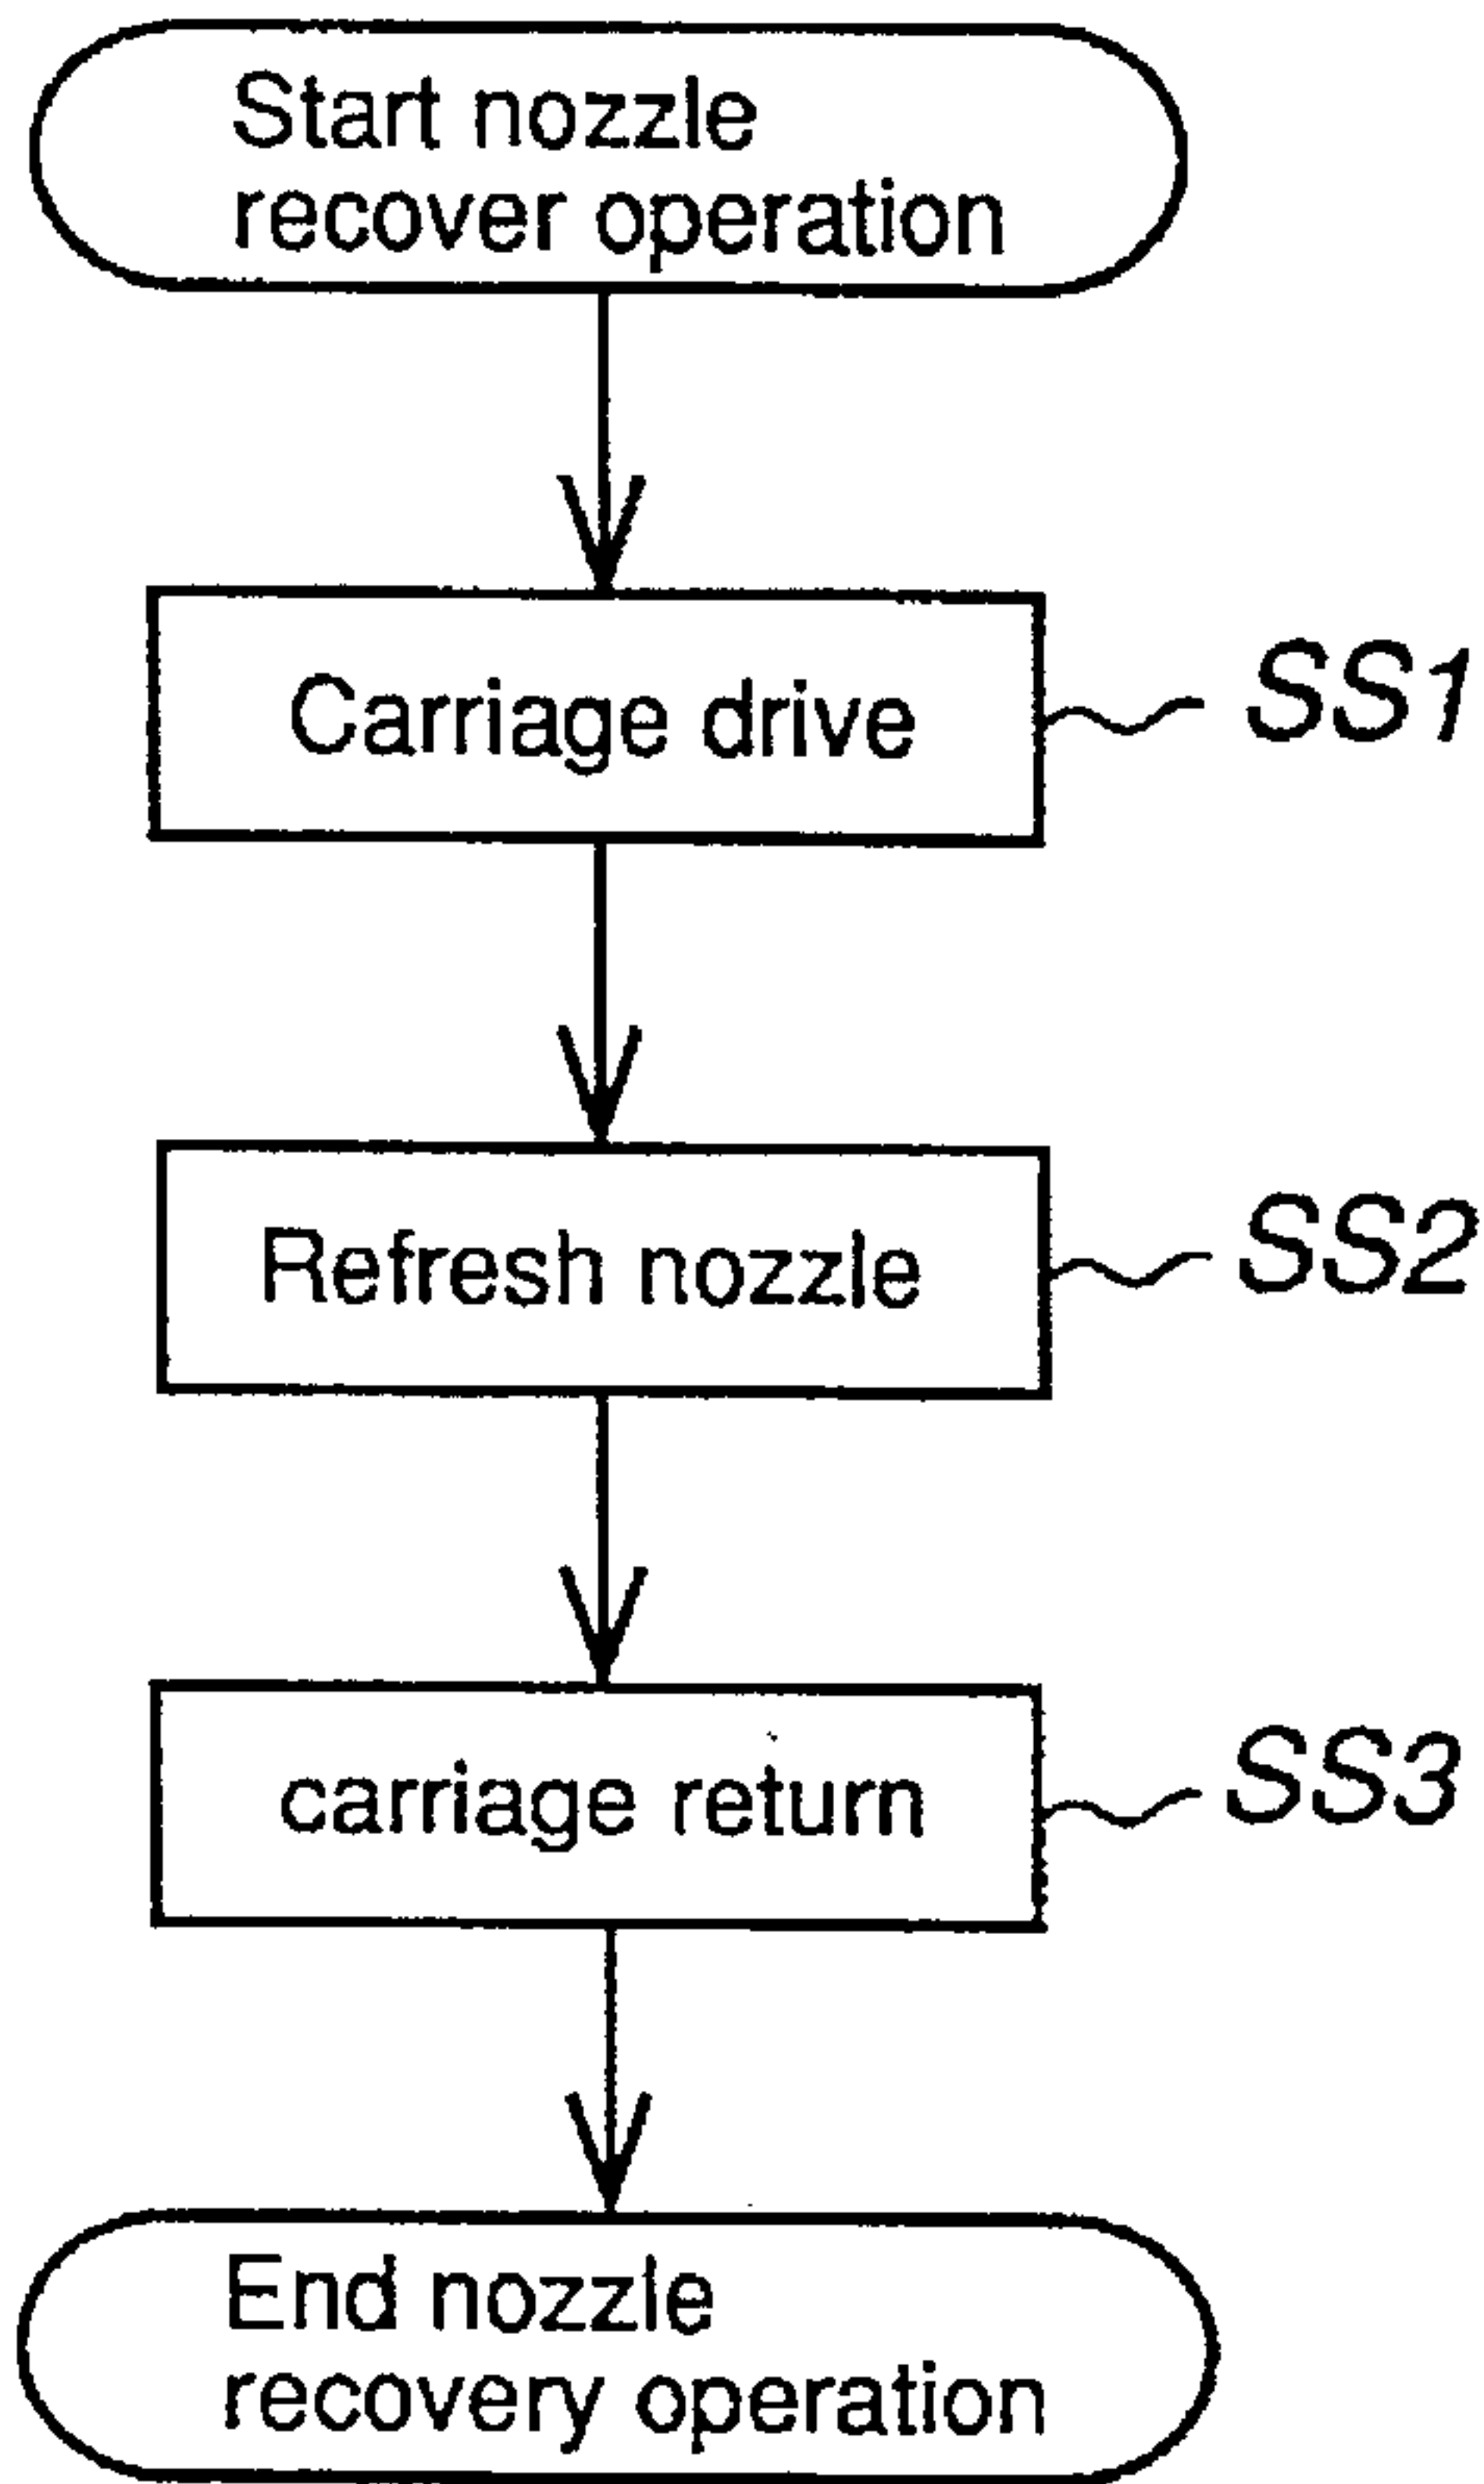 Start nozzle
recover operation
Carriage drive
SS1
Refresh nozzle
SS2
carriage return
SS3
End nozzle
recovery operation